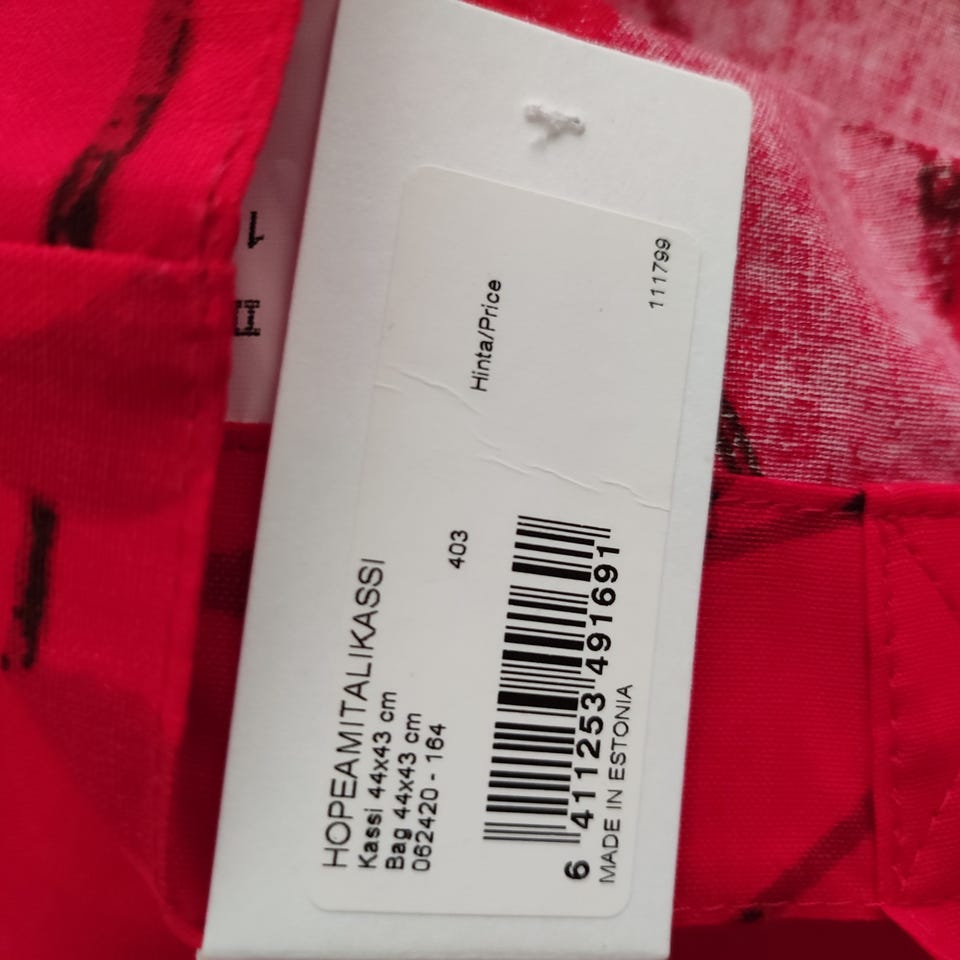 HOPEAMITALIKASSI
Kassi 44x43 cm
Bag 44x43 cm
062420 - 164
403
Hinta/Price
111799
6 411253 491691
MADE IN ESTONIA